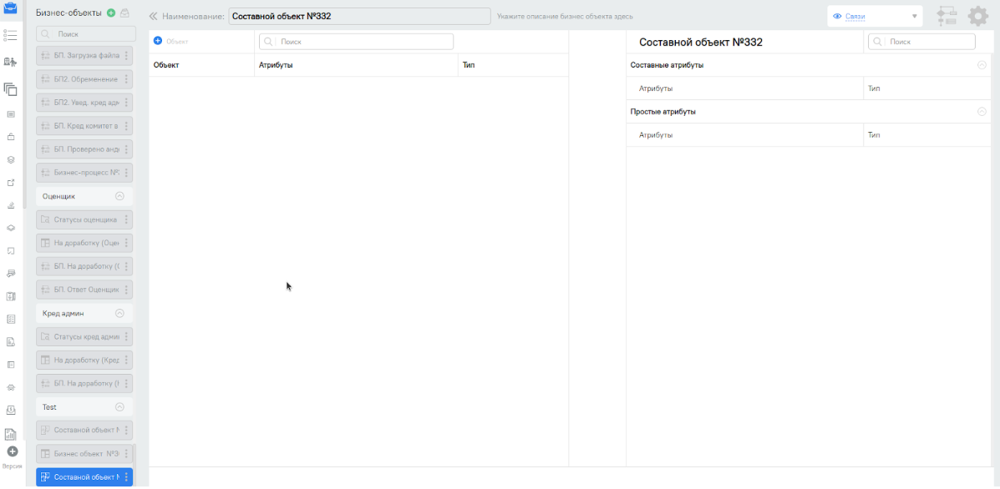 Бизнес-объекты
Поиск
БП. Загрузка файла
БП2. Обременение
БП2. Увед. кред адм
БП. Кред комитет в
БП. Проверено анд
Бизнес-процесс №
Оценщик
Статусы оценщика
На доработку (Оцен
БП. На доработку (
БП. Ответ Оценщик
Кред админ
Статусы кред адми
На доработку (Кред
БП. На доработку (
Test
Составной объект №
Бизнес объект №3
Составной объект №
Версия
Наименование:
Составной объект №332
Укажите описание бизнес объекта здесь
Связи
Объект
Поиск
Объект
Атрибуты
Тип
Составной объект №332
Поиск
Составные атрибуты
Атрибуты
Тип
Простые атрибуты
Атрибуты
Тип